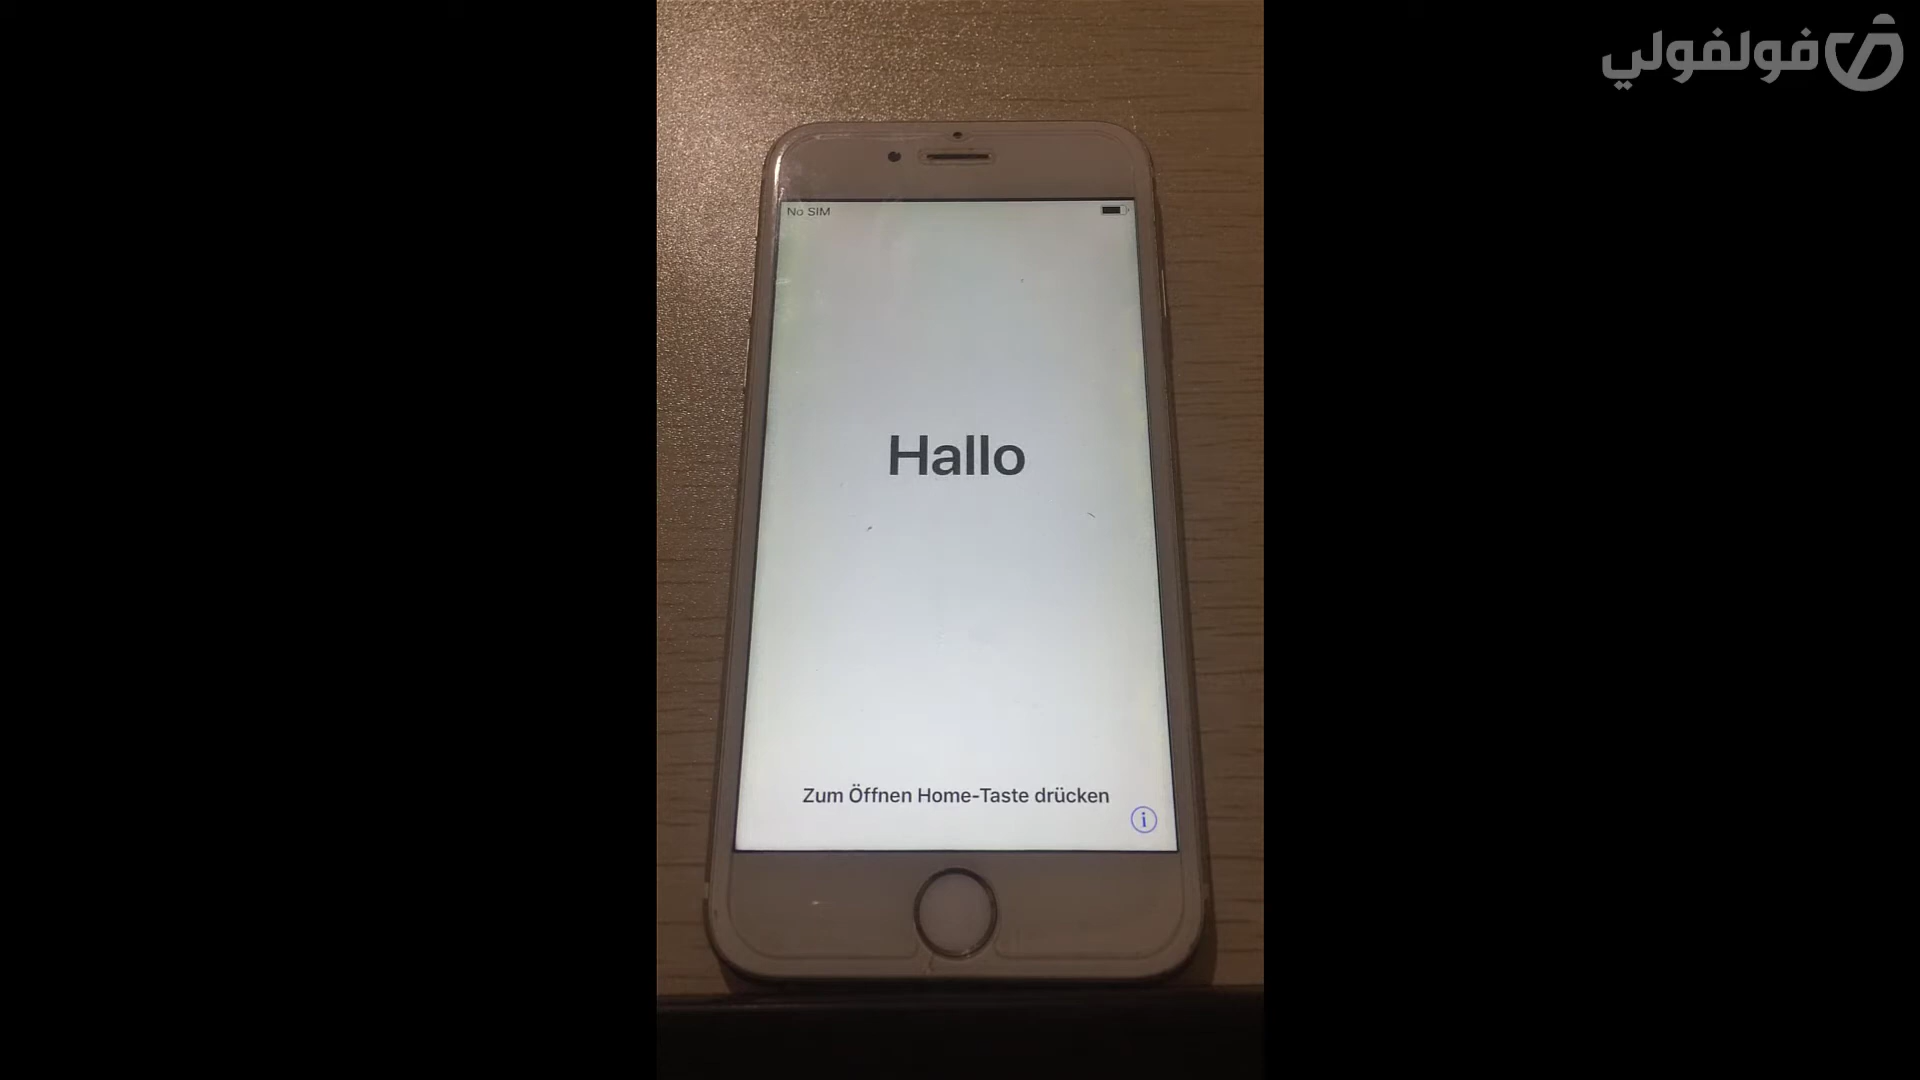 فولفولي
No SIM
Hallo
Zum Öffnen Home-Taste drücken
i